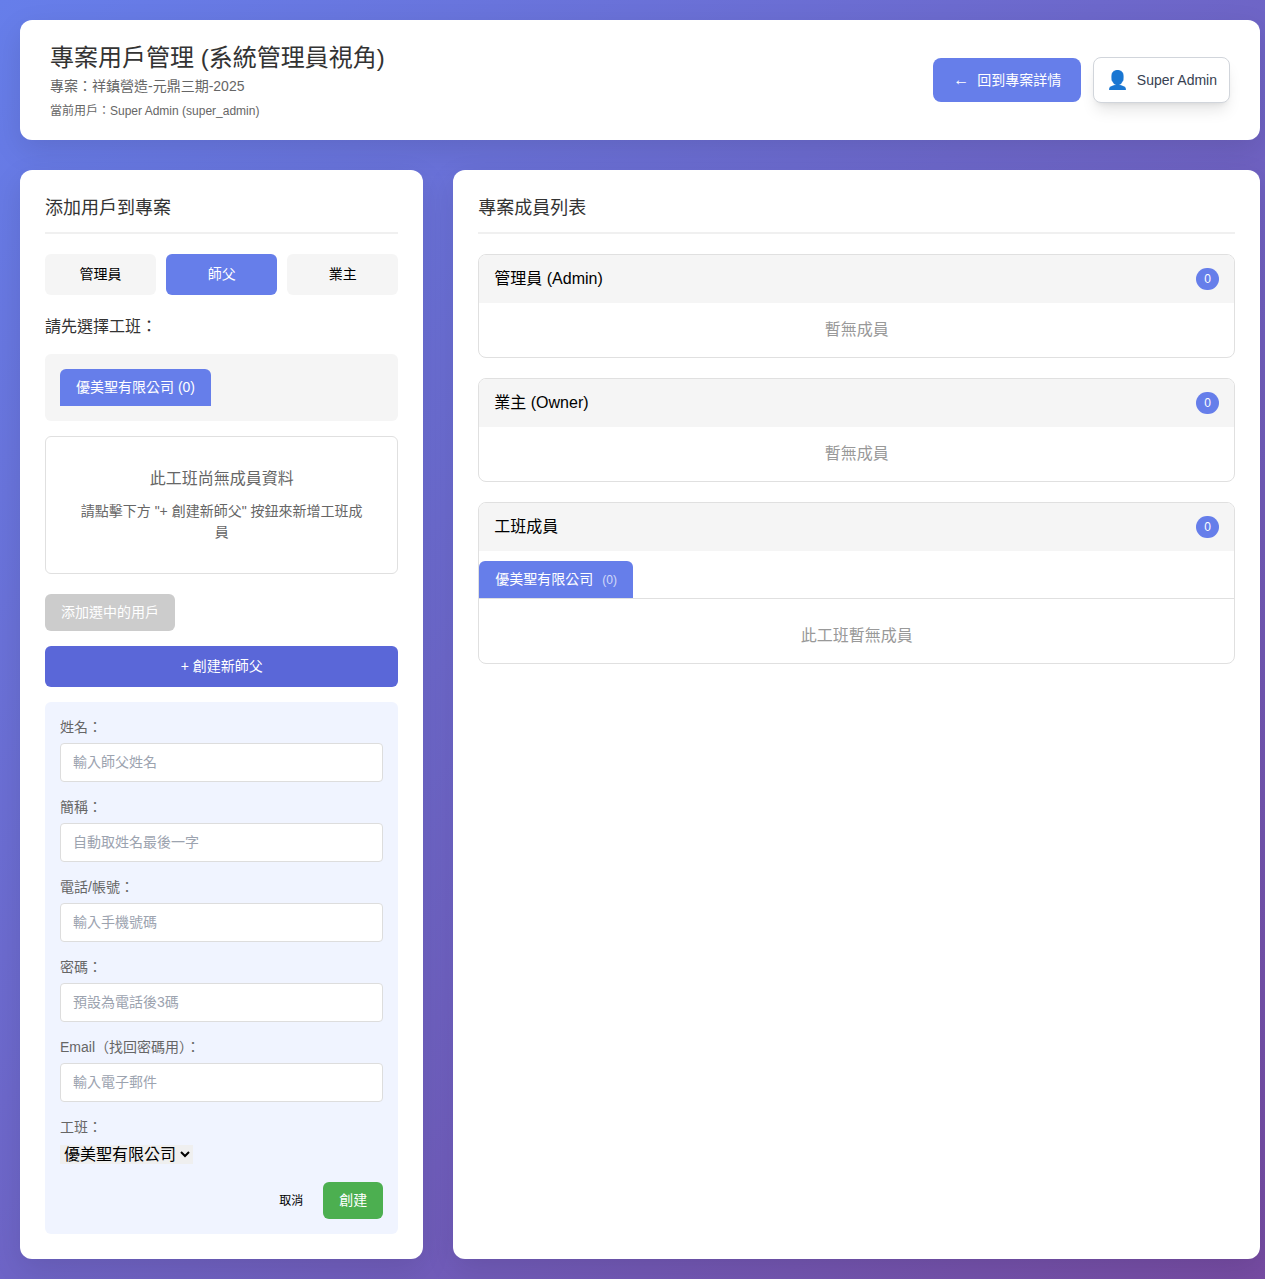 專案用戶管理 (系統管理員視角)
專案：祥鎮營造-元鼎三期-2025
當前用戶：Super Admin (super_admin)
← 回到專案詳情
Super Admin
添加用戶到專案
管理員 師父 業主
請先選擇工班：
優美聖有限公司 (0)
此工班尚無成員資料
請點擊下方 "+ 創建新師父" 按鈕來新增工班成
員
添加選中的用戶
+ 創建新師父
姓名：
輸入師父姓名
簡稱：
自動取姓名最後一字
電話/帳號：
輸入手機號碼
密碼：
預設為電話後3碼
Email（找回密碼用）：
輸入電子郵件
工班：
優美聖有限公司
取消 創建
專案成員列表
管理員 (Admin) 0
暫無成員
業主 (Owner) 0
暫無成員
工班成員 0
優美聖有限公司 (0)
此工班暫無成員